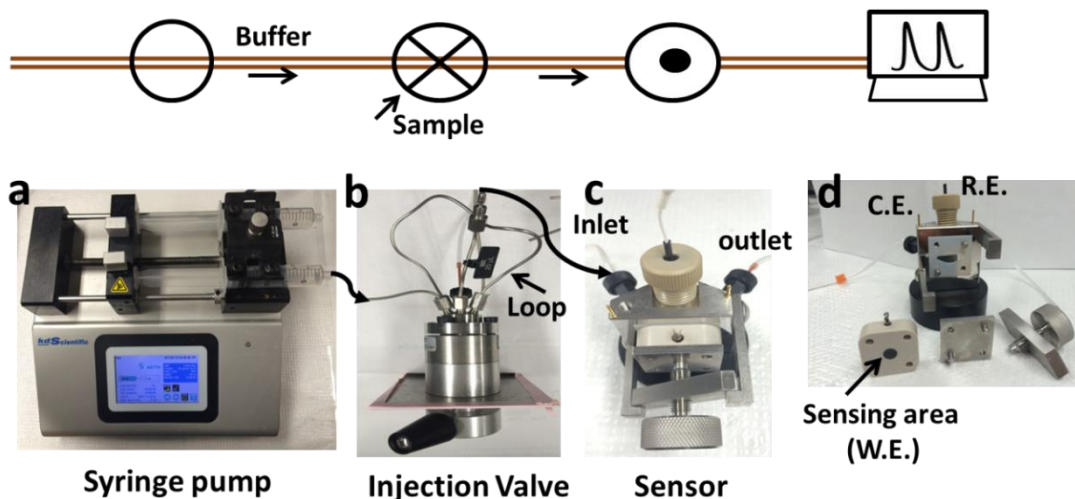 Buffer
Sample
a
b
c
d
Inlet
outlet
Loop
C.E.
R.E.
kdScientific
Sensing area
(W.E.)
Syringe pump
Injection Valve
Sensor